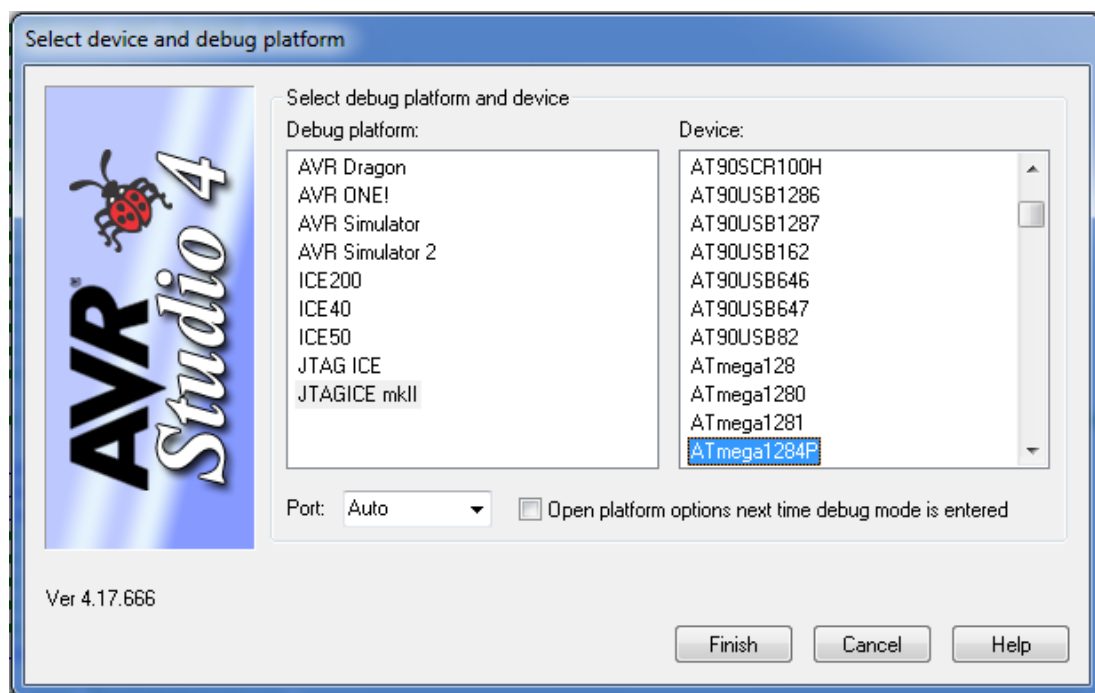 Select device and debug platform
AVR®
Studio 4
Select debug platform and device
Debug platform:
AVR Dragon
AVR ONE!
AVR Simulator
AVR Simulator 2
ICE200
ICE40
ICE50
JTAG ICE
JTAGICE mkII
Device:
AT90SCR100H
AT90USB1286
AT90USB1287
AT90USB162
AT90USB646
AT90USB647
AT90USB82
ATmega128
ATmega1280
ATmega1281
ATmega1284P
Port: Auto
Open platform options next time debug mode is entered
Ver 4.17.666
Finish Cancel Help